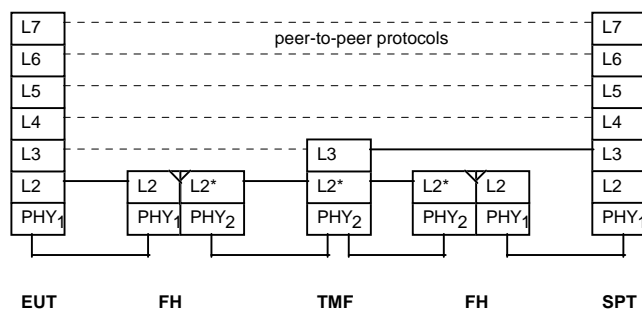 L7 L7
peer-to-peer protocols
L6 L6
L5 L5
L4 L4
L3 L3 L3
L2 L2 L2* L2* L2* L2 L2
PHY1 PHY1 PHY2 PHY2 PHY2 PHY1 PHY1
EUT FH TMF FH SPT